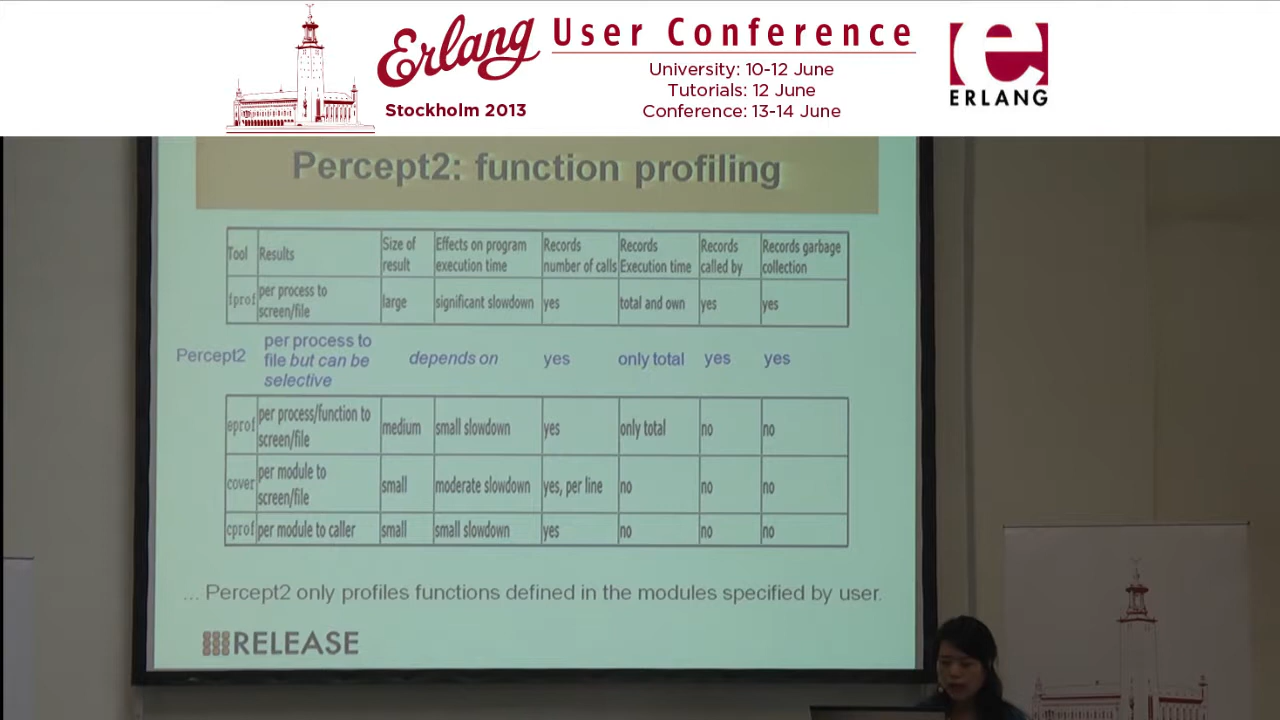 Erlang User Conference
Stockholm 2013
University: 10-12 June
Tutorials: 12 June
Conference: 13-14 June
ERLANG
Percept2: function profiling
Tool Results Size of result Effects on program execution time Records number of calls Records Execution time Records called by Records garbage collection
fprof per process to screen/file large significant slowdown yes total and own yes yes
Percept2 per process to file but can be selective depends on yes only total yes yes
eprof per process/function to screen/file medium small slowdown yes only total no no
cover per module to screen/file small moderate slowdown yes, per line no no no
cprof per module to caller small small slowdown yes no no no
... Percept2 only profiles functions defined in the modules specified by user.
RELEASE